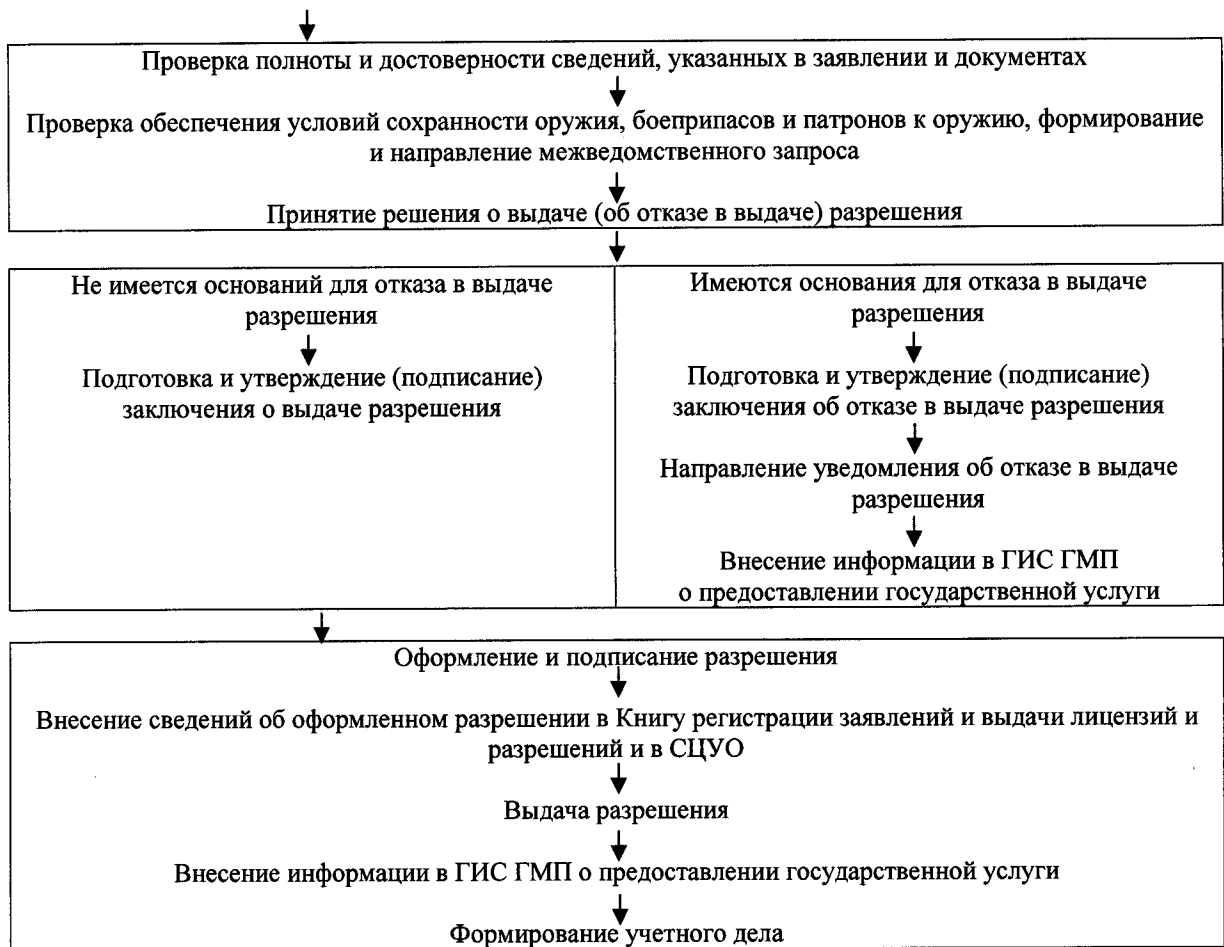 Проверка полноты и достоверности сведений, указанных в заявлении и документах
Проверка обеспечения условий сохранности оружия, боеприпасов и патронов к оружию, формирование
и направление межведомственного запроса
Принятие решения о выдаче (об отказе в выдаче) разрешения
Не имеется оснований для отказа в выдаче
разрешения
Подготовка и утверждение (подписание)
заключения о выдаче разрешения
Имеются основания для отказа в выдаче
разрешения
Подготовка и утверждение (подписание)
заключения об отказе в выдаче разрешения
Направление уведомления об отказе в выдаче
разрешения
Внесение информации в ГИС ГМП
о предоставлении государственной услуги
Оформление и подписание разрешения
Внесение сведений об оформленном разрешении в Книгу регистрации заявлений и выдачи лицензий и
разрешений и в СЦУО
Выдача разрешения
Внесение информации в ГИС ГМП о предоставлении государственной услуги
Формирование учетного дела